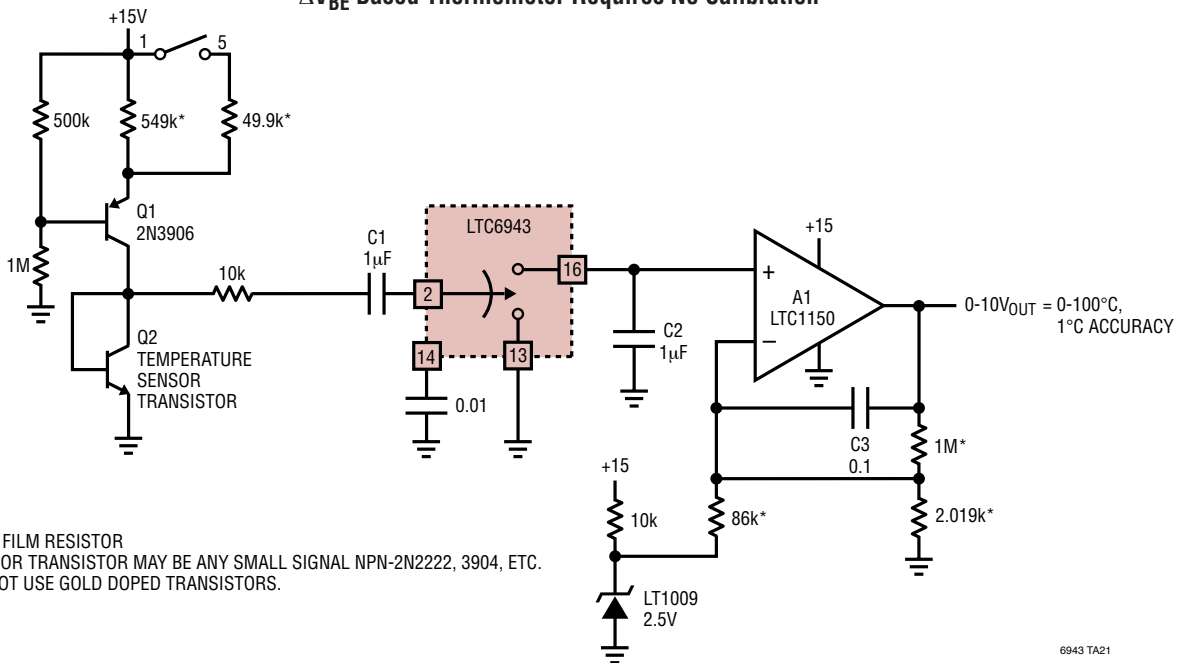 ΔVBE Based Thermometer Requires No Calibration
+15V
1
5
500k
549k*
49.9k*
Q1
2N3906
1M
10k
C1
1µF
LTC6943
2
16
14
13
0.01
Q2
TEMPERATURE
SENSOR
TRANSISTOR
C2
1µF
+15
+
A1
LTC1150
–
0-10VOUT = 0-100°C,
1°C ACCURACY
C3
0.1
1M*
2.019k*
+15
10k
86k*
LT1009
2.5V
FILM RESISTOR
OR TRANSISTOR MAY BE ANY SMALL SIGNAL NPN-2N2222, 3904, ETC.
OT USE GOLD DOPED TRANSISTORS.
6943 TA21